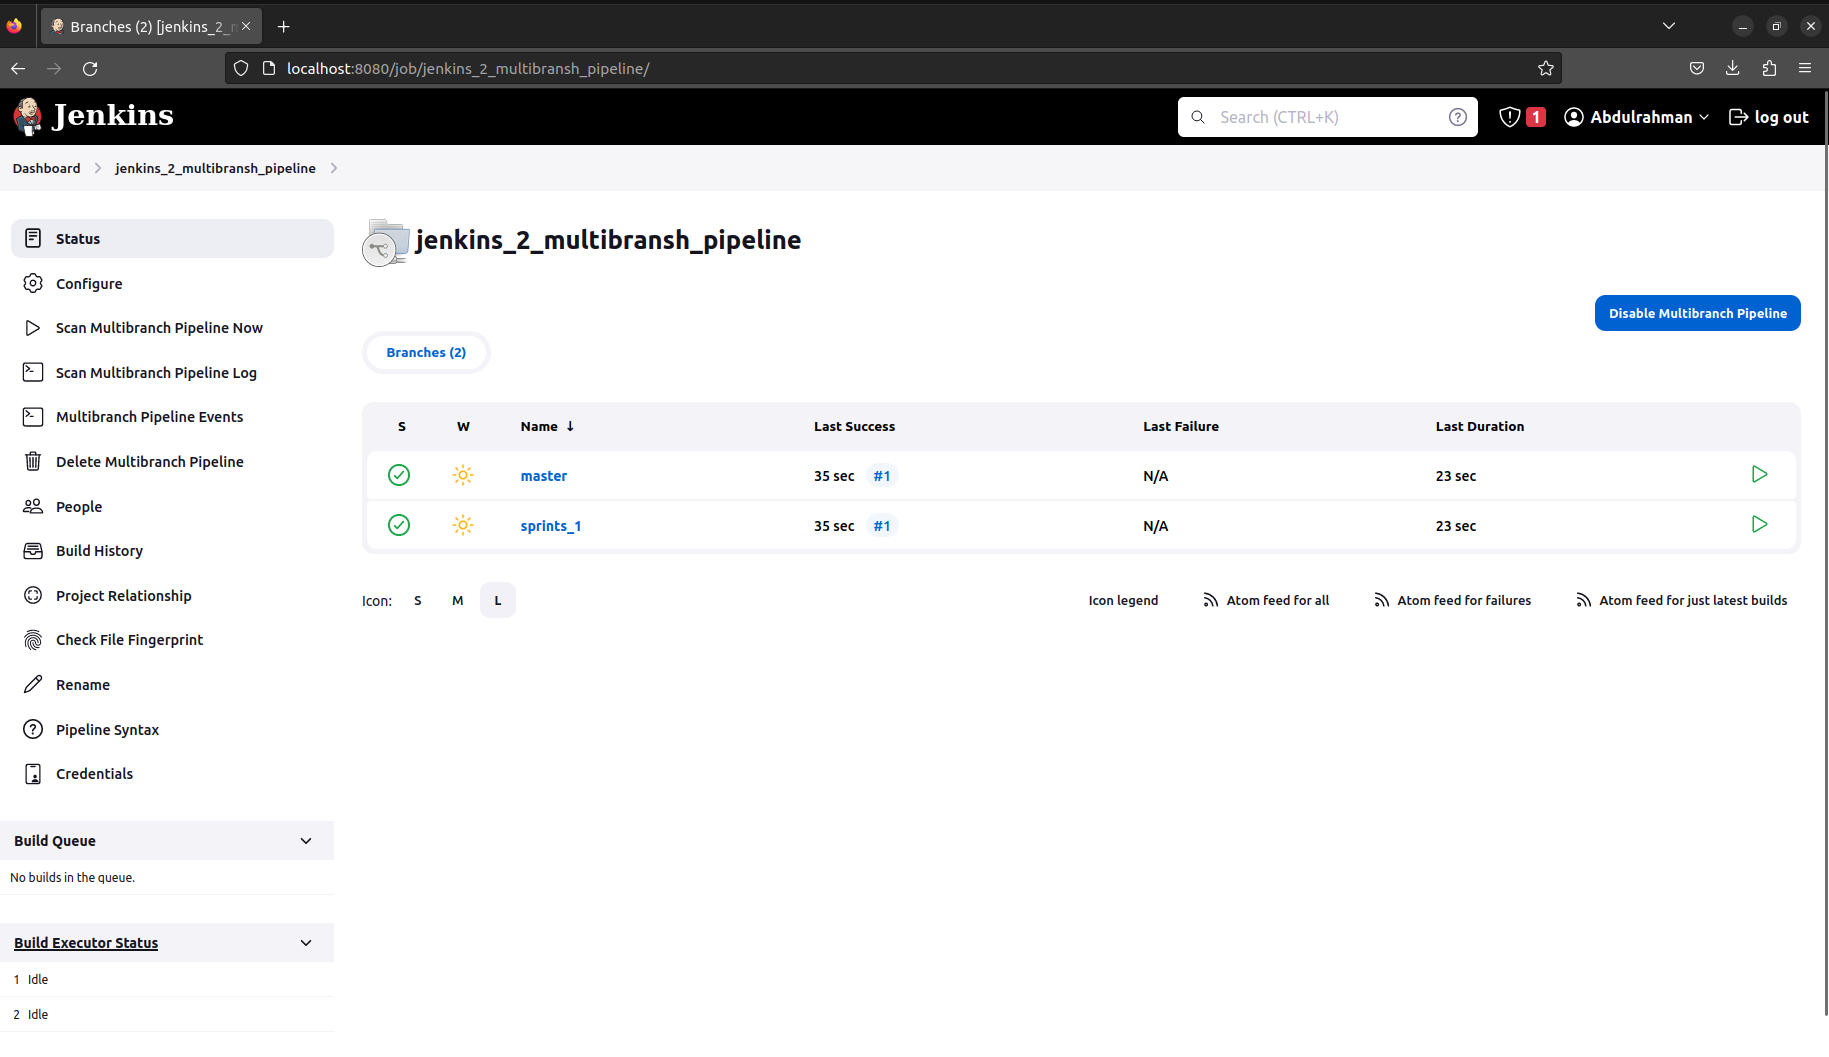 Branches (2) [jenkins_2_m
localhost:8080/job/jenkins_2_multibransh_pipeline/
Jenkins
Search (CTRL+K)
1
Abdulrahman
log out
Dashboard
jenkins_2_multibransh_pipeline
Status
Configure
Scan Multibranch Pipeline Now
Scan Multibranch Pipeline Log
Multibranch Pipeline Events
Delete Multibranch Pipeline
People
Build History
Project Relationship
Check File Fingerprint
Rename
Pipeline Syntax
Credentials
Build Queue
No builds in the queue.
Build Executor Status
1 Idle
2 Idle
jenkins_2_multibransh_pipeline
Disable Multibranch Pipeline
Branches (2)
S W Name ↓ Last Success Last Failure Last Duration
master 35 sec #1 N/A 23 sec
sprints_1 35 sec #1 N/A 23 sec
Icon: S M L
Icon legend
Atom feed for all
Atom feed for failures
Atom feed for just latest builds